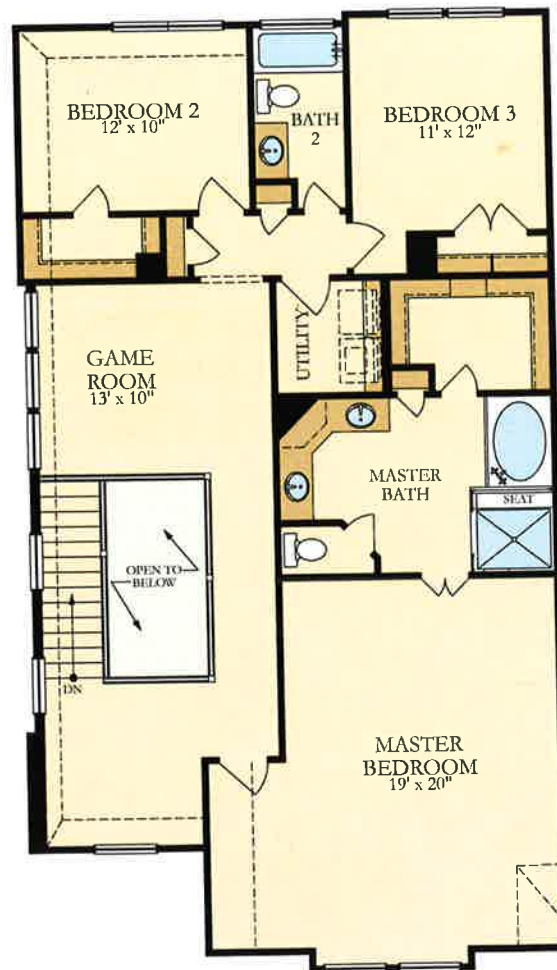 BEDROOM 2
12' x 10"
BATH
2
BEDROOM 3
11' x 12"
GAME
ROOM
13' x 10"
UTILITY
MASTER
BATH
SEAT
OPEN TO
BELOW
DN
MASTER
BEDROOM
19' x 20"